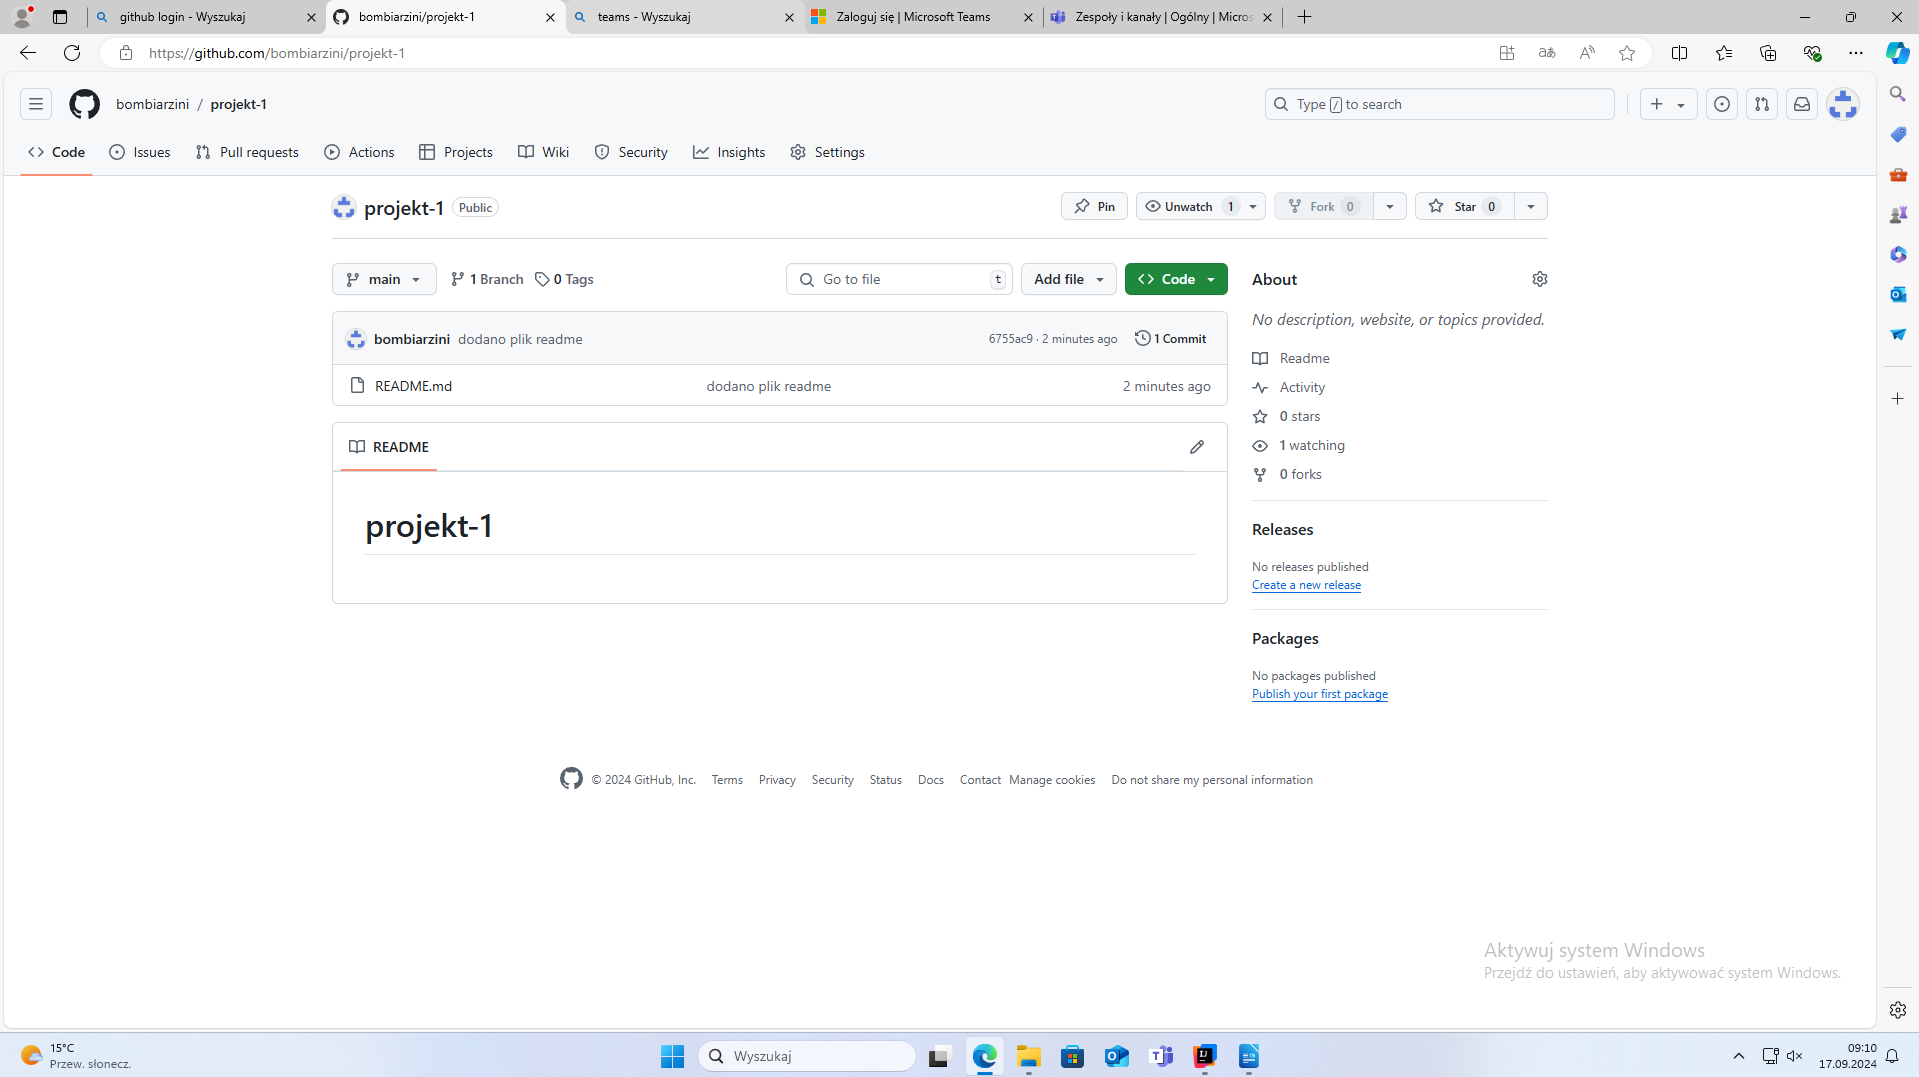 github login - Wyszukaj
bombiarzini/projekt-1
teams - Wyszukaj
Zaloguj się | Microsoft Teams
Zespoły i kanały | Ogólny | Micros
https://github.com/bombiarzini/projekt-1
bombiarzini / projekt-1
Type / to search
Code
Issues
Pull requests
Actions
Projects
Wiki
Security
Insights
Settings
projekt-1 Public
Pin
Unwatch 1
Fork 0
Star 0
main
1 Branch
0 Tags
Go to file t
Add file
Code
bombiarzini dodano plik readme
6755ac9 · 2 minutes ago
1 Commit
README.md
dodano plik readme
2 minutes ago
README
projekt-1
About
No description, website, or topics provided.
Readme
Activity
0 stars
1 watching
0 forks
Releases
No releases published
Create a new release
Packages
No packages published
Publish your first package
© 2024 GitHub, Inc. Terms Privacy Security Status Docs Contact Manage cookies Do not share my personal information
Aktywuj system Windows
Przejdź do ustawień, aby aktywować system Windows.
15°C
Przew. słonecz.
Wyszukaj
09:10
17.09.2024